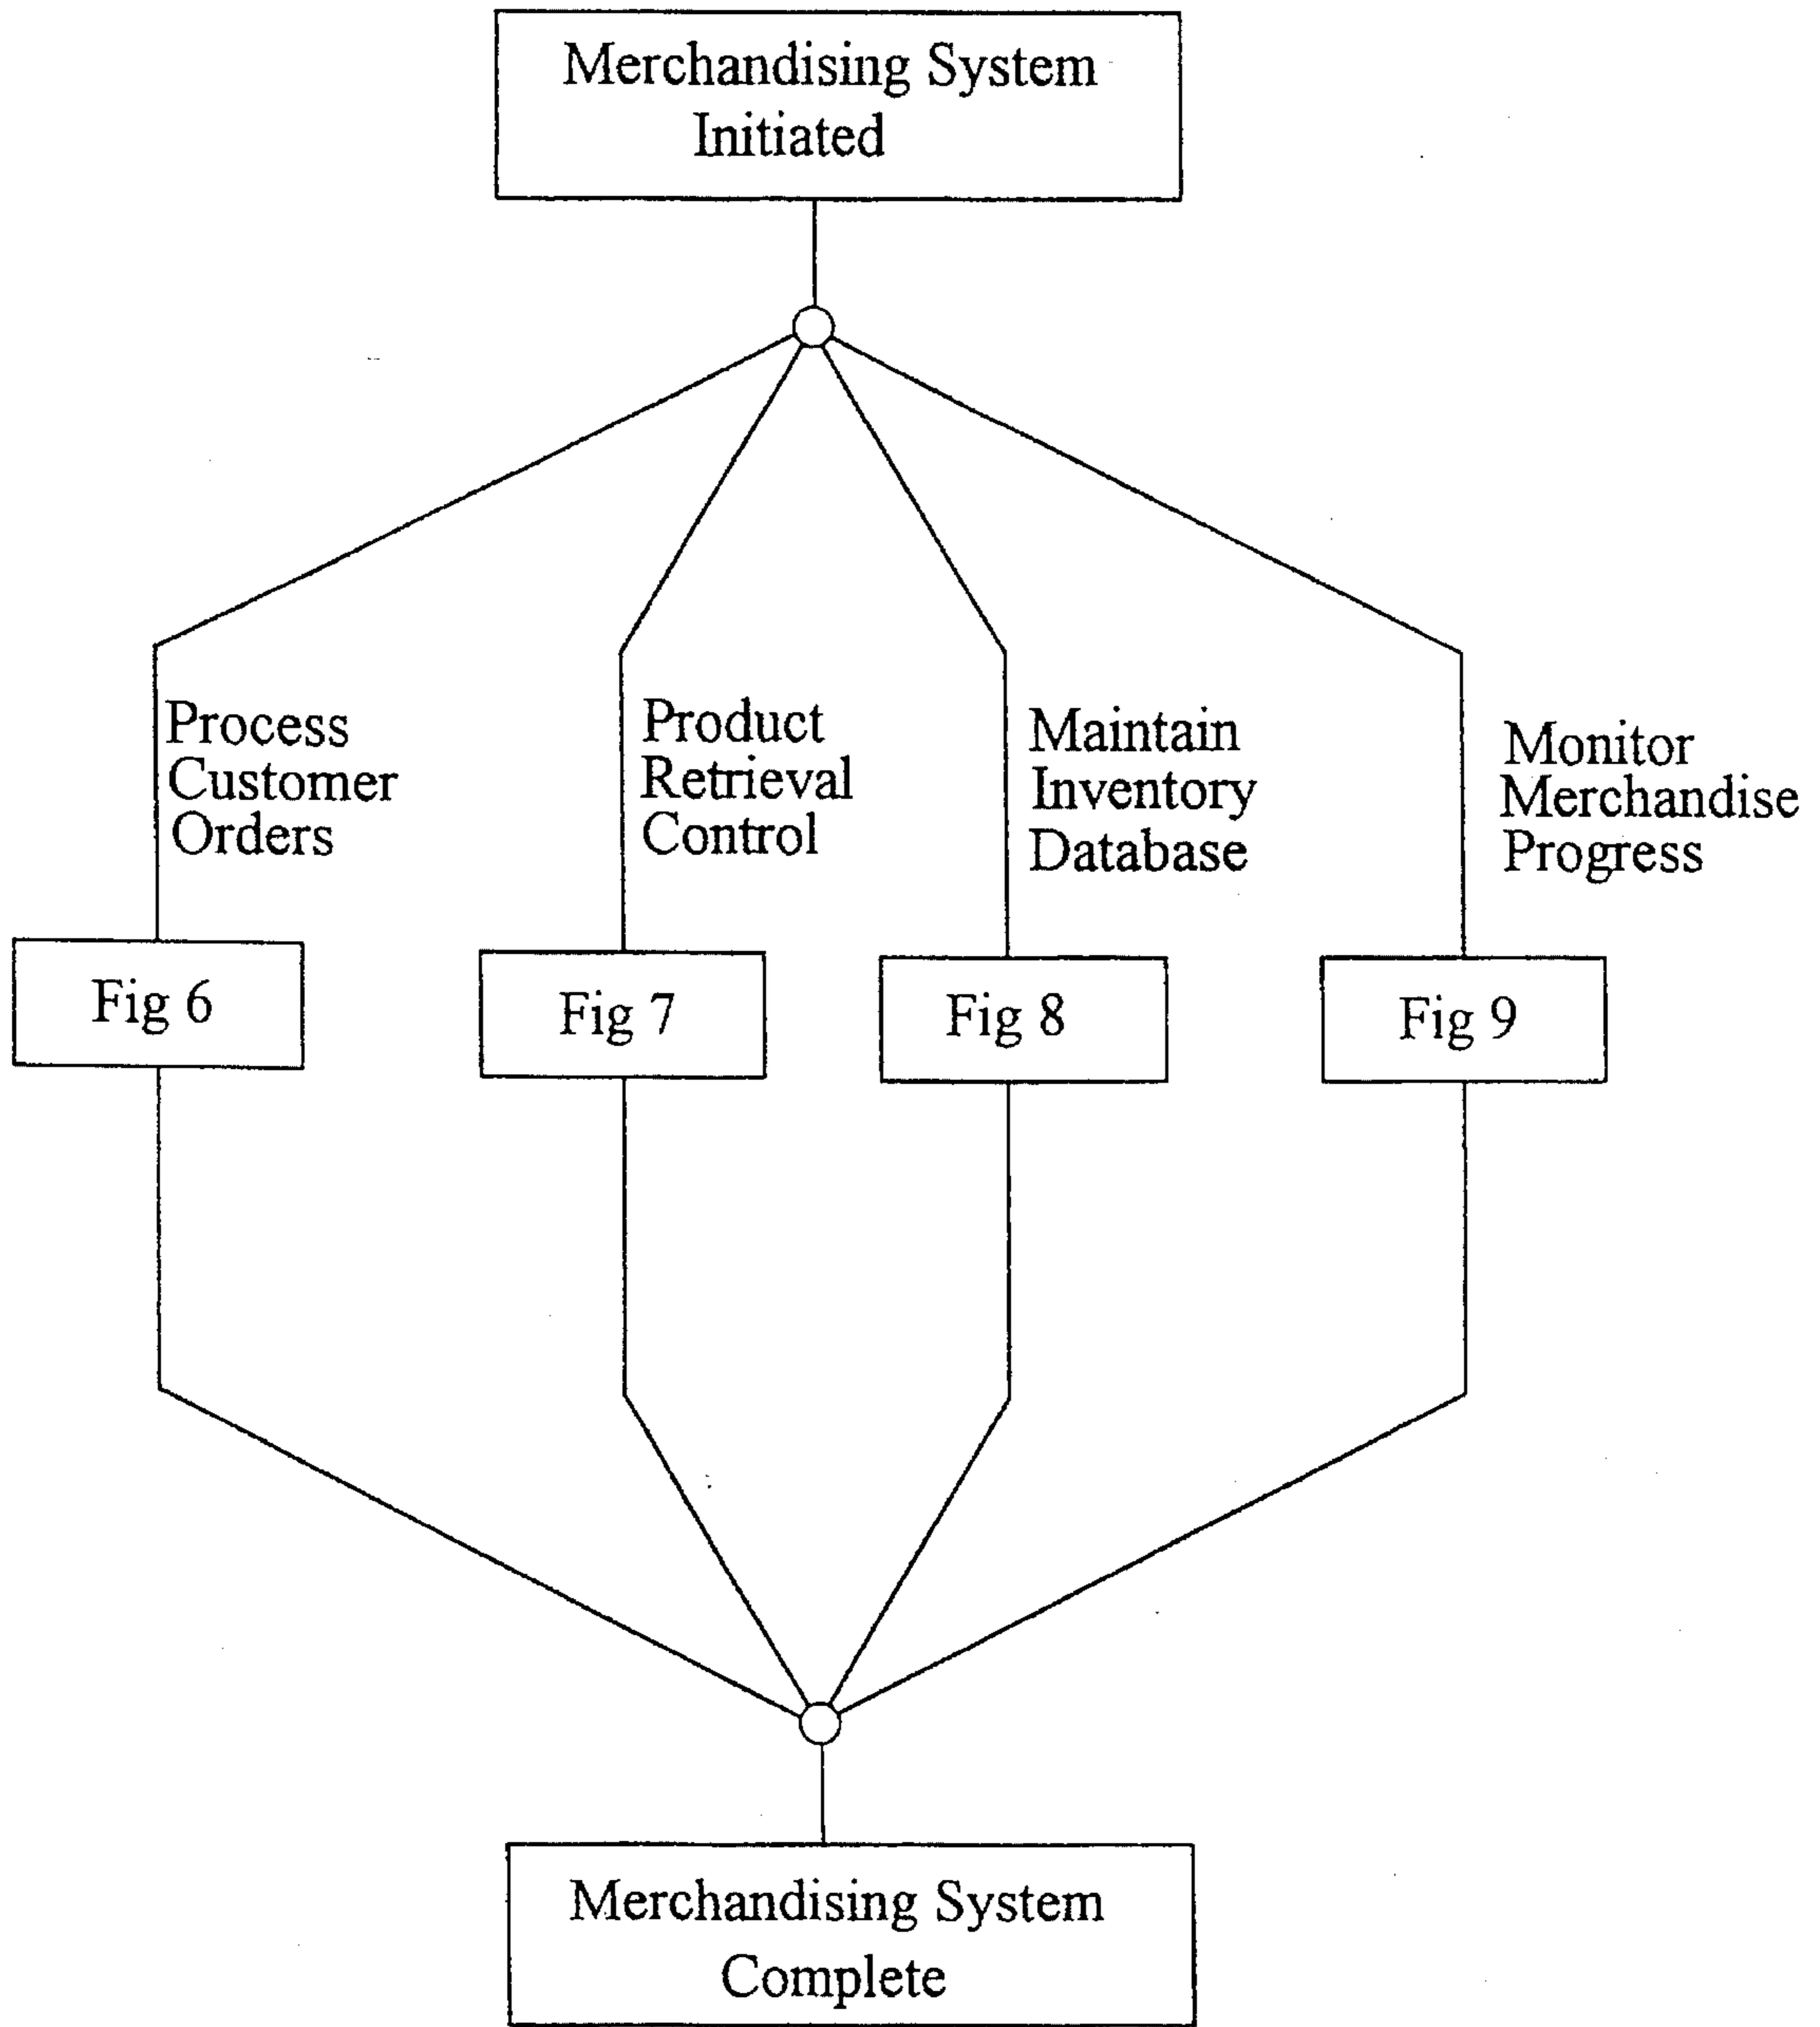 Merchandising System
Initiated
Process
Customer
Orders
Product
Retrieval
Control
Maintain
Inventory
Database
Monitor
Merchandise
Progress
Fig 6
Fig 7
Fig 8
Fig 9
Merchandising System
Complete